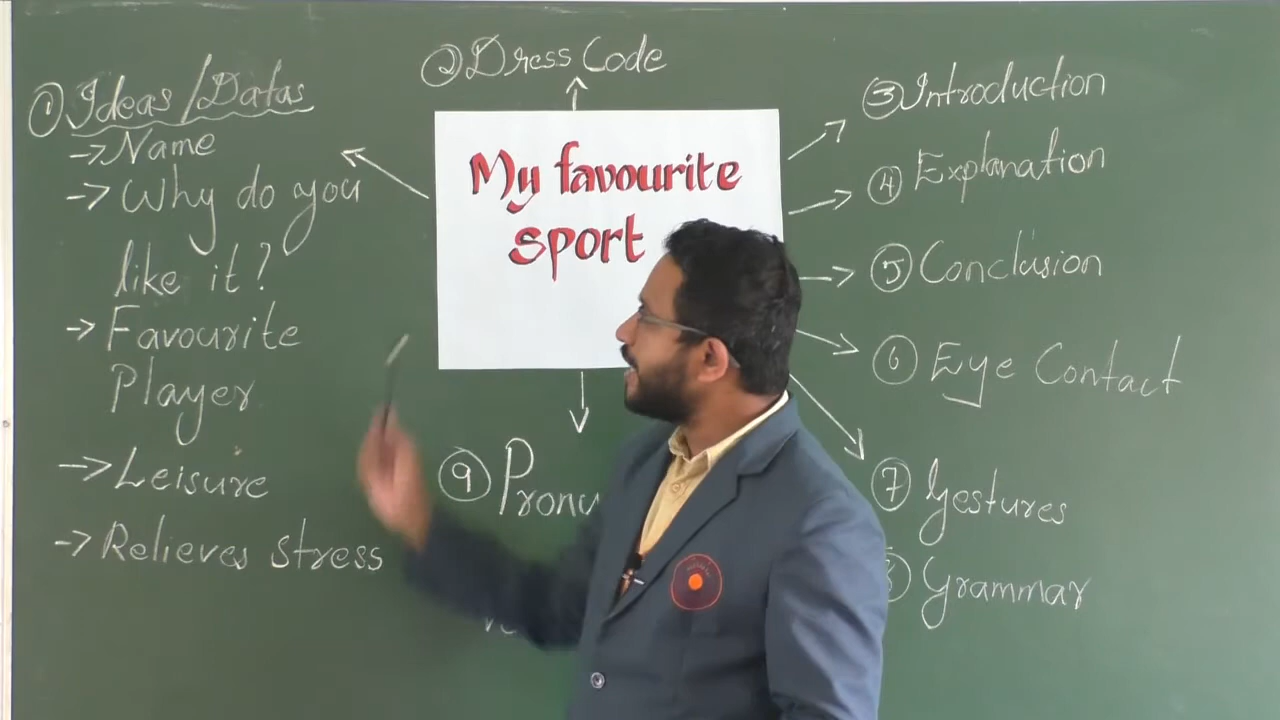 ① Ideas/Datas
→ Name
→ Why do you
like it?
→ Favourite
Player
→ Leisure
→ Relieves stress
② Dress Code
My favourite
sport
③ Introduction
④ Explanation
⑤ Conclusion
⑥ Eye Contact
⑦ Gestures
Grammar
⑨